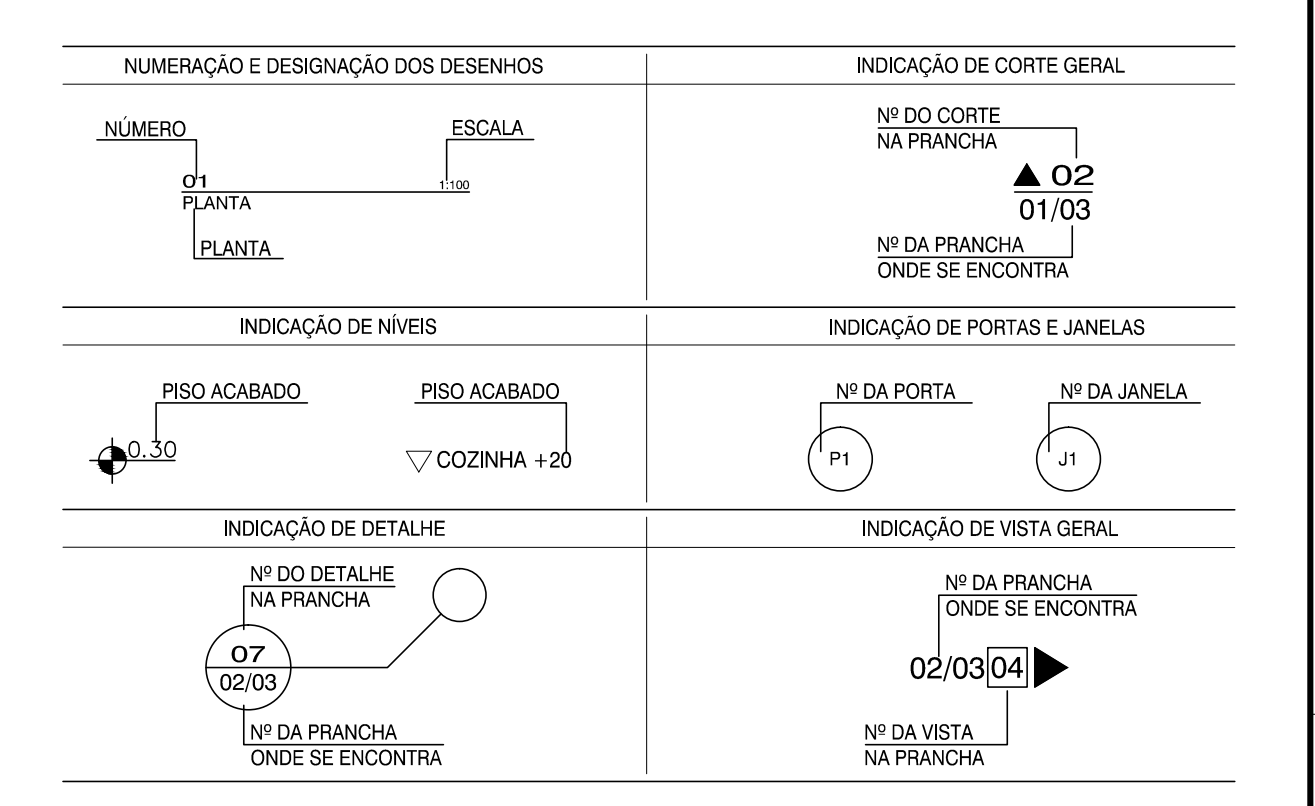 NUMERAÇÃO E DESIGNAÇÃO DOS DESENHOS
NÚMERO
ESCALA
01
1:100
PLANTA
PLANTA
INDICAÇÃO DE CORTE GERAL
Nº DO CORTE
NA PRANCHA
02
01/03
Nº DA PRANCHA
ONDE SE ENCONTRA
INDICAÇÃO DE NÍVEIS
PISO ACABADO
0.30
PISO ACABADO
COZINHA +20
INDICAÇÃO DE PORTAS E JANELAS
Nº DA PORTA
P1
Nº DA JANELA
J1
INDICAÇÃO DE DETALHE
Nº DO DETALHE
NA PRANCHA
07
02/03
Nº DA PRANCHA
ONDE SE ENCONTRA
INDICAÇÃO DE VISTA GERAL
Nº DA PRANCHA
ONDE SE ENCONTRA
02/03 04
Nº DA VISTA
NA PRANCHA